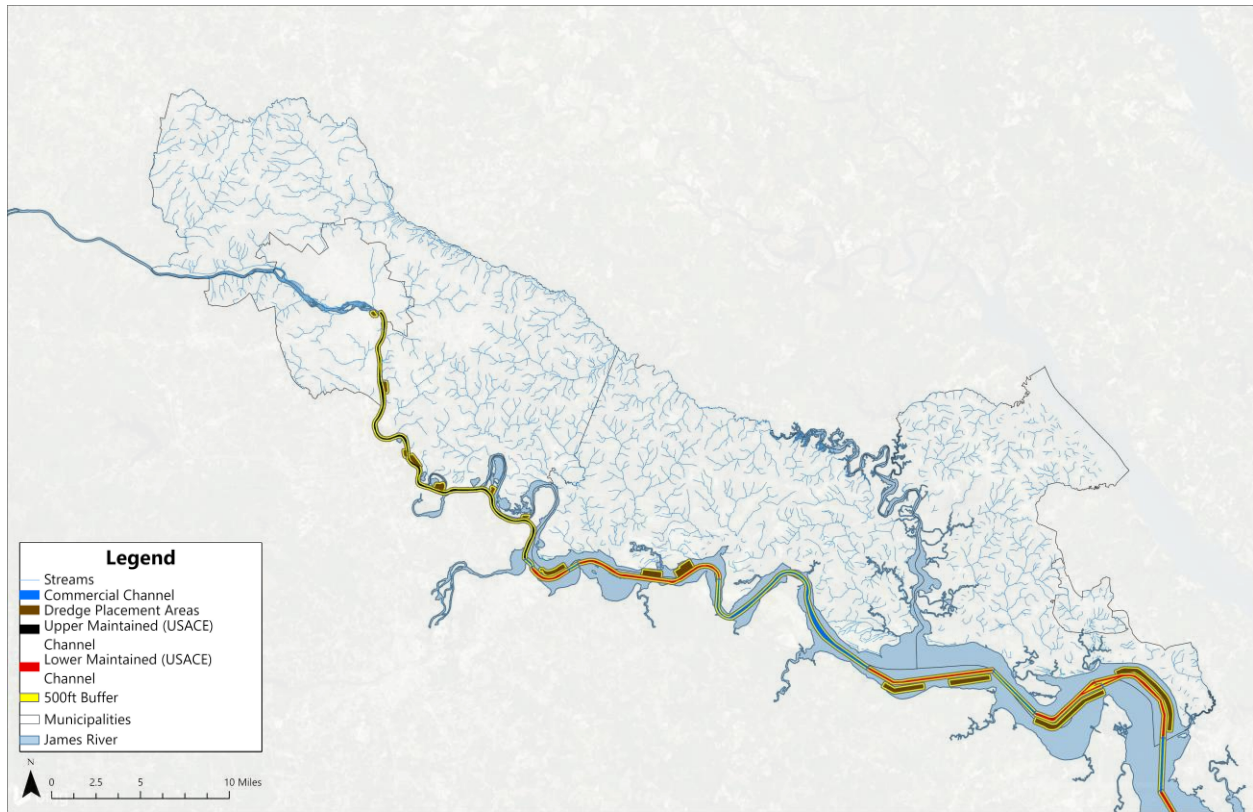 Legend
Streams
Commercial Channel
Dredge Placement Areas
Upper Maintained (USACE)
Channel
Lower Maintained (USACE)
Channel
500ft Buffer
Municipalities
James River
N
0 2.5 5 10 Miles